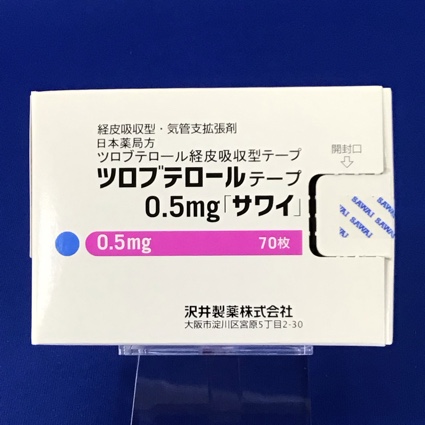 経皮吸収型・気管支拡張剤
日本薬局方
ツロブテロール経皮吸収型テープ
ツロブテロールテープ
0.5mg「サワイ」
開封口
0.5mg 70枚
SAWAI SAWAI SAWAI
沢井製薬株式会社
大阪市淀川区宮原5丁目2-30